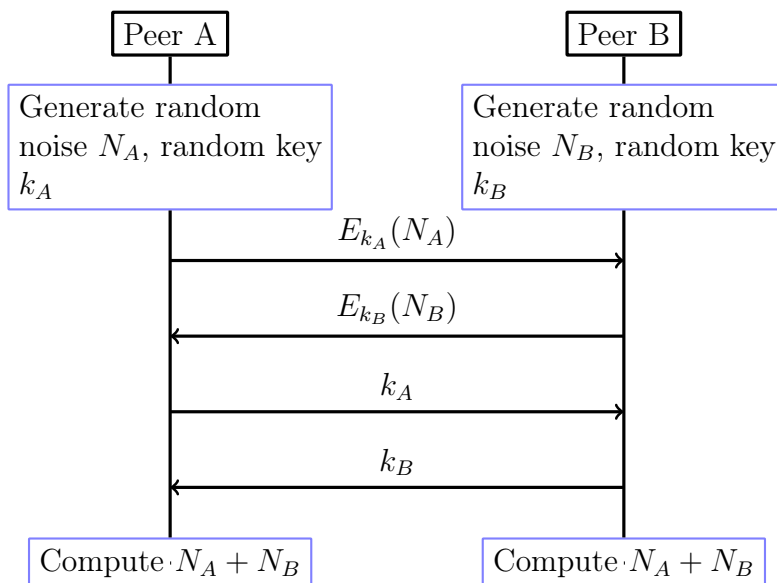 Peer A
Peer B
Generate random
noise N_A, random key
k_A
Generate random
noise N_B, random key
k_B
E_{k_A}(N_A)
E_{k_B}(N_B)
k_A
k_B
Compute N_A + N_B
Compute N_A + N_B